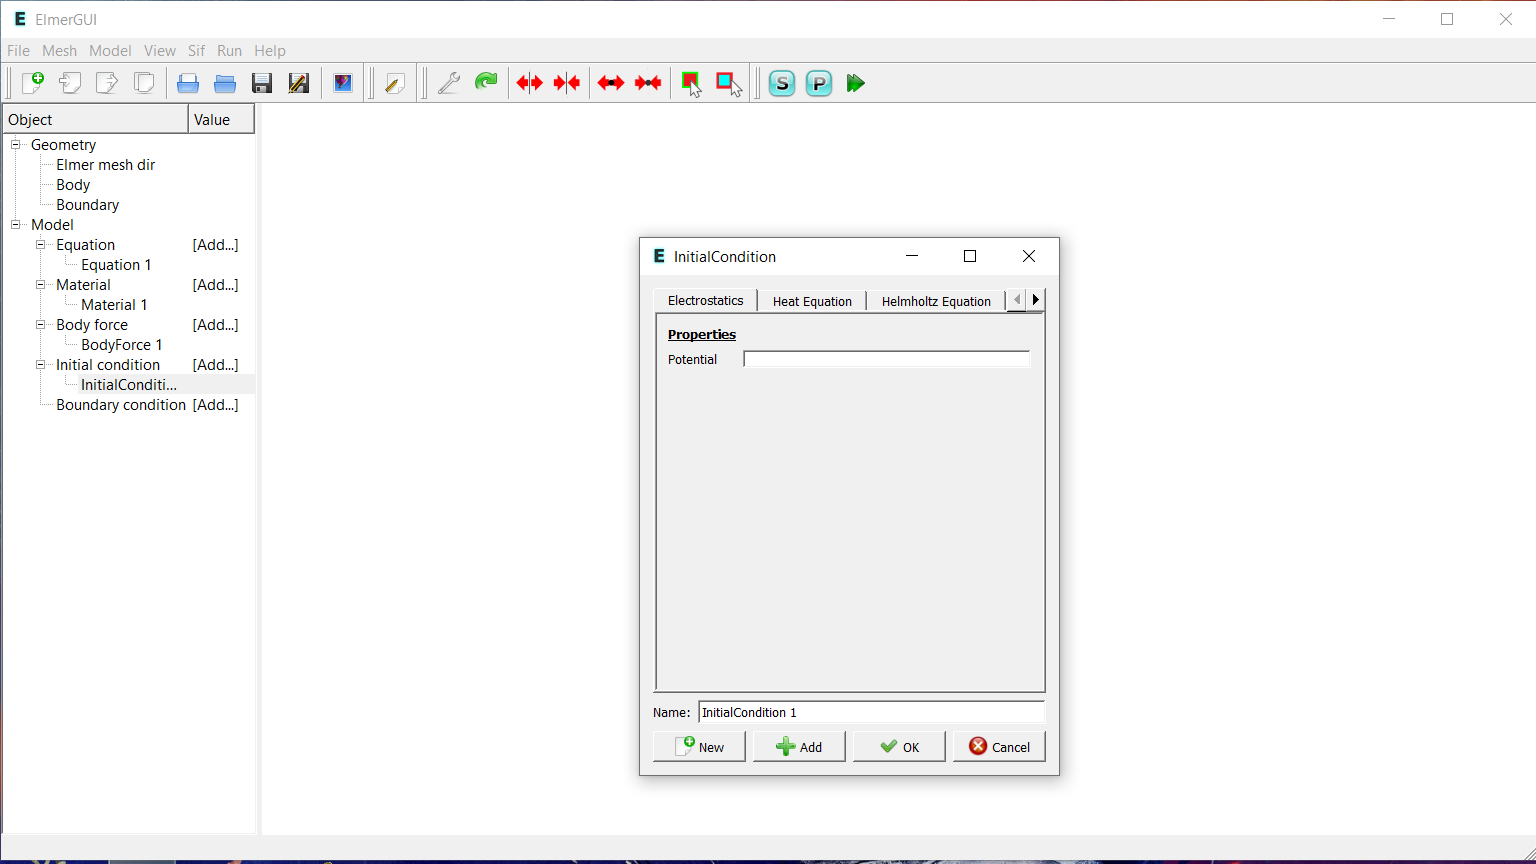 E ElmerGUI
File Mesh Model View Sif Run Help
S P
Object Value
Geometry
Elmer mesh dir
Body
Boundary
Model
Equation [Add...]
Equation 1
Material [Add...]
Material 1
Body force [Add...]
BodyForce 1
Initial condition [Add...]
InitialConditi...
Boundary condition [Add...]
E InitialCondition
Electrostatics Heat Equation Helmholtz Equation
Properties
Potential
Name: InitialCondition 1
New Add OK Cancel